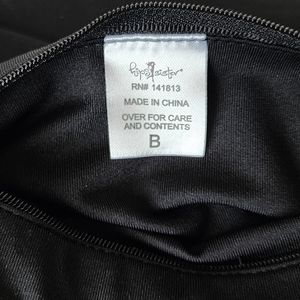 RN# 141813
MADE IN CHINA
OVER FOR CARE
AND CONTENTS
B